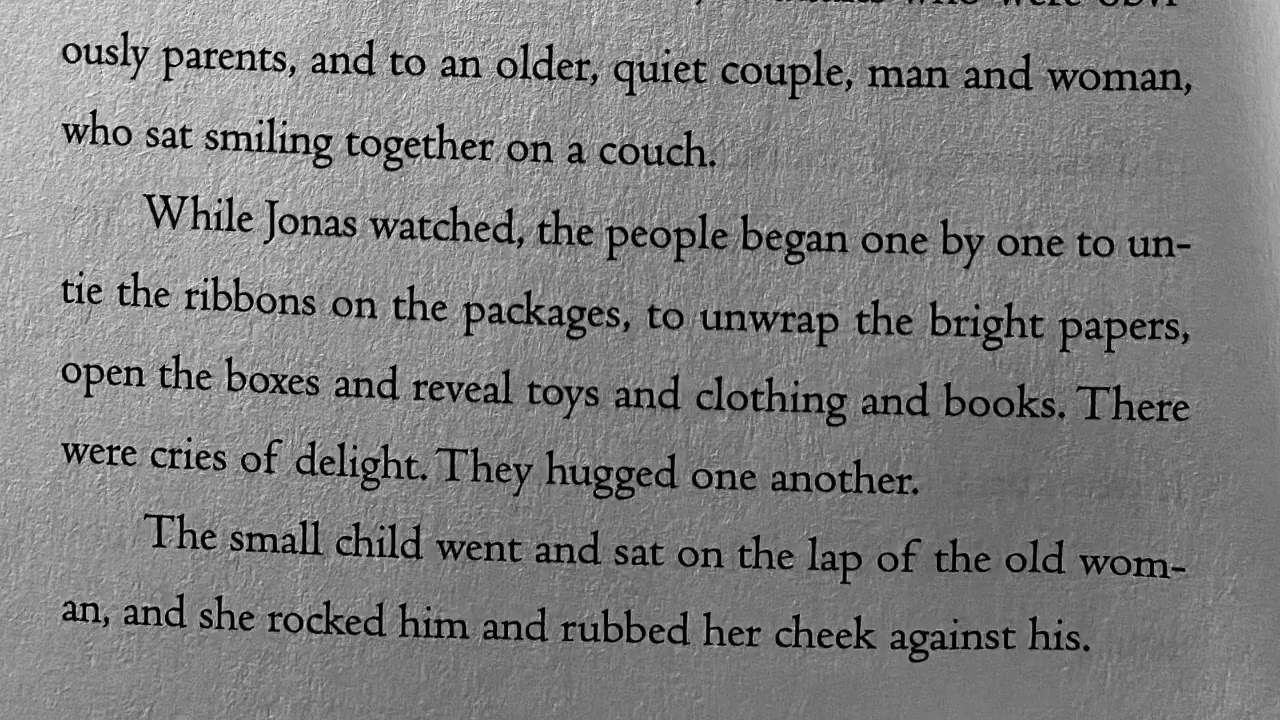 who were obvi
ously parents, and to an older, quiet couple, man and woman,
who sat smiling together on a couch.
While Jonas watched, the people began one by one to un-
tie the ribbons on the packages, to unwrap the bright papers,
open the boxes and reveal toys and clothing and books. There
were cries of delight. They hugged one another.
The small child went and sat on the lap of the old wom-
an, and she rocked him and rubbed her cheek against his.